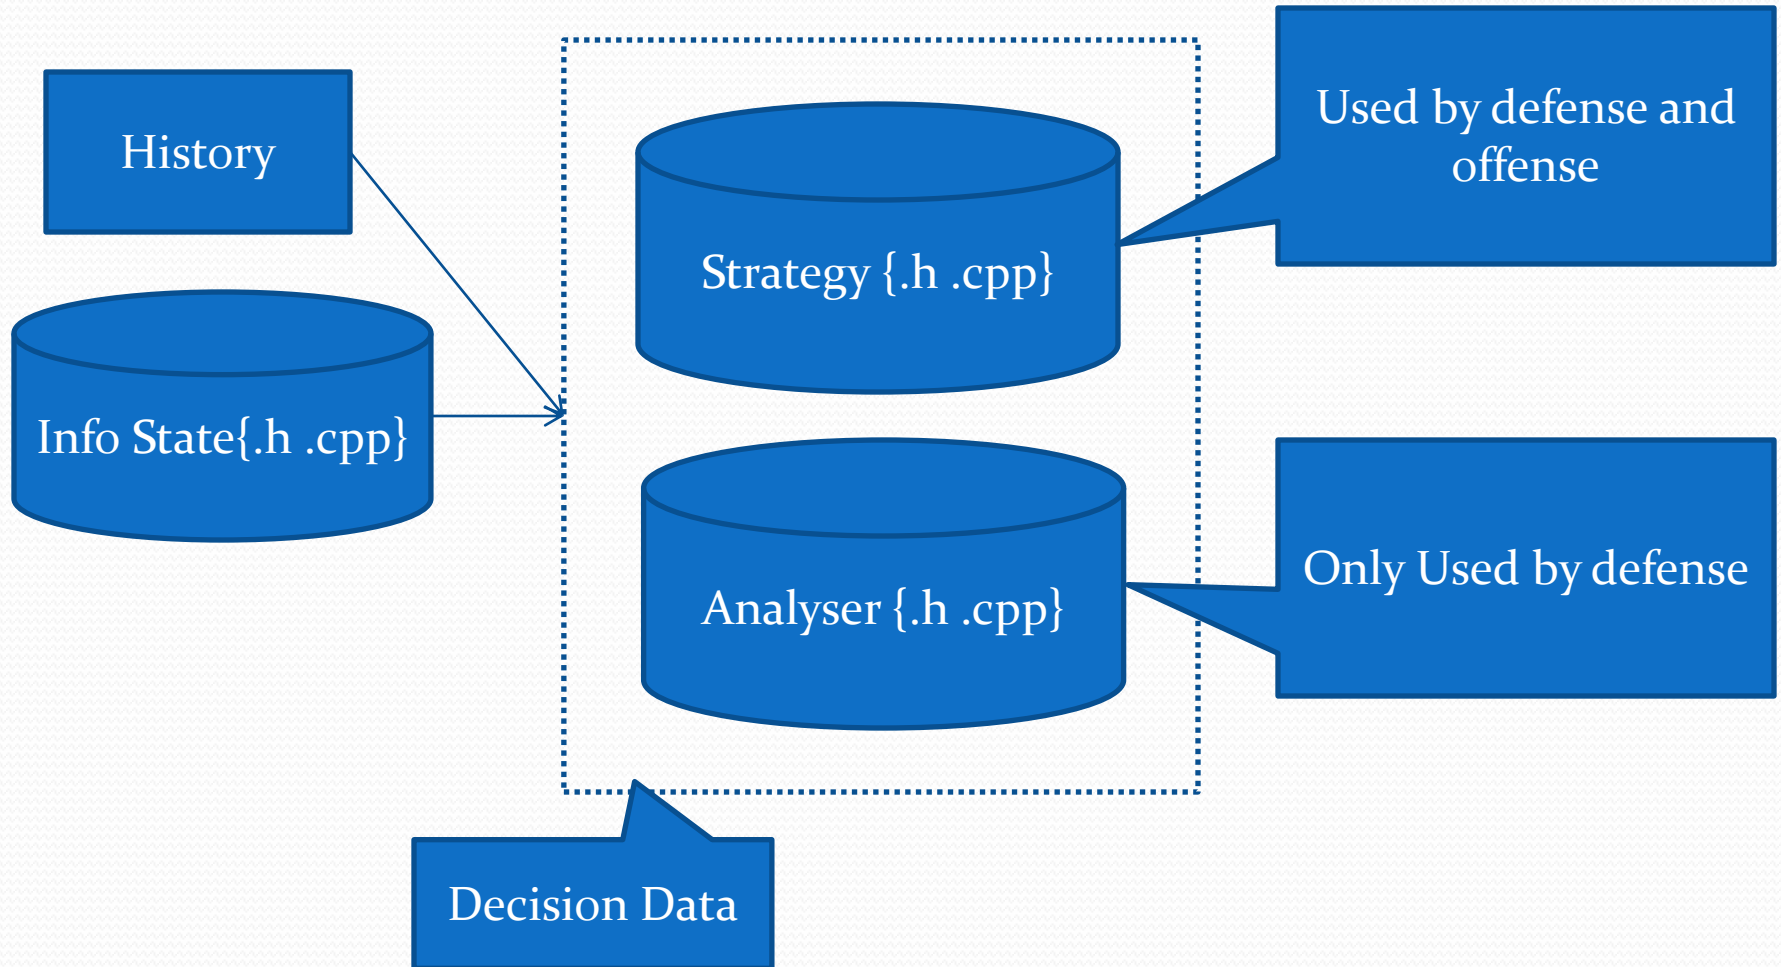 History
Info State{.h .cpp}
Strategy {.h .cpp}
Analyser {.h .cpp}
Used by defense and
offense
Only Used by defense
Decision Data